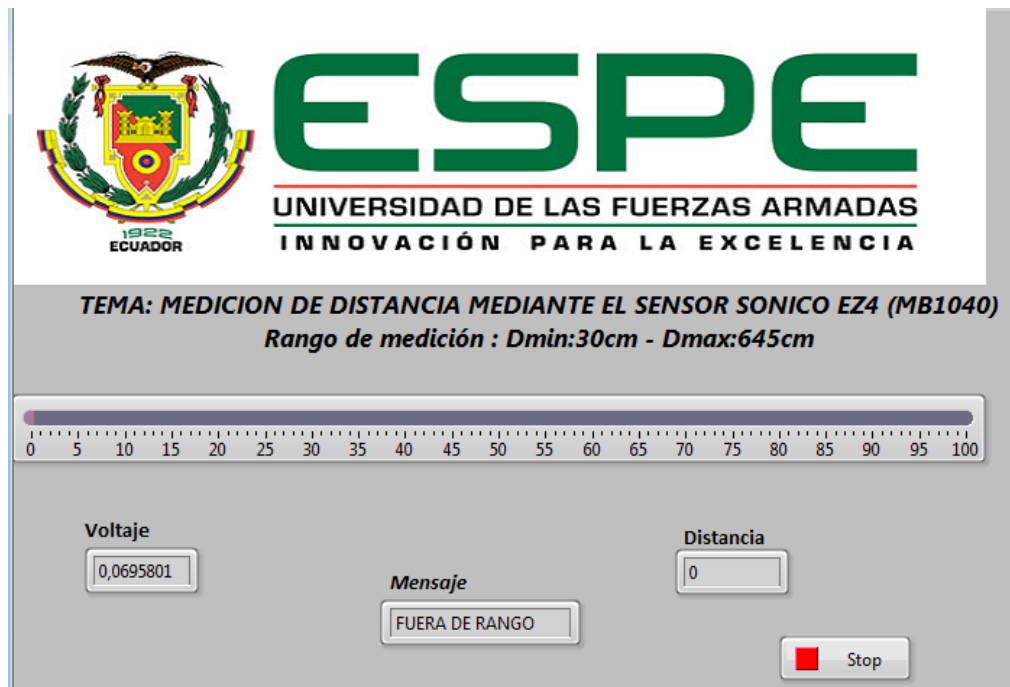 ESPE
UNIVERSIDAD DE LAS FUERZAS ARMADAS
INNOVACIÓN PARA LA EXCELENCIA
1922
ECUADOR
TEMA: MEDICION DE DISTANCIA MEDIANTE EL SENSOR SONICO EZ4 (MB1040)
Rango de medición : Dmin:30cm - Dmax:645cm
0 5 10 15 20 25 30 35 40 45 50 55 60 65 70 75 80 85 90 95 100
Voltaje
0,0695801
Mensaje
FUERA DE RANGO
Distancia
0
Stop